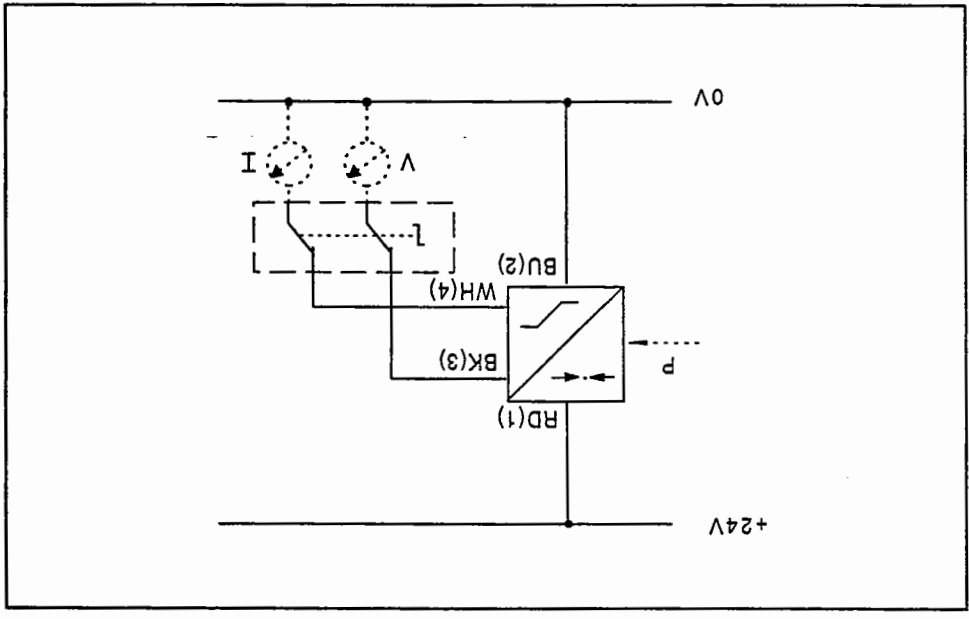 +24V
RD(1)
P
BK(3)
WH(4)
BU(2)
V
I
0V